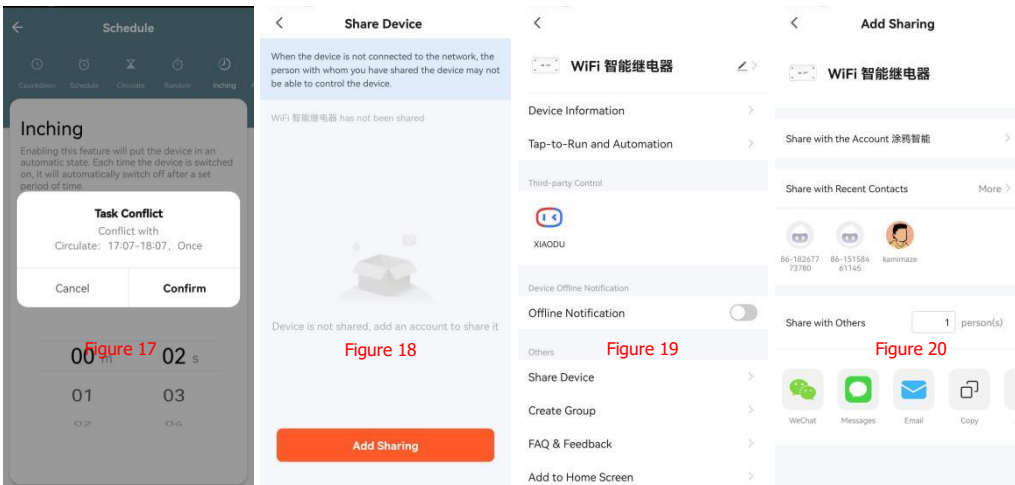 Schedule
Countdown Schedule Circulate Random Inching
Inching
Enabling this feature will put the device in an
automatic state. Each time the device is switched
on, it will automatically switch off after a set
period of time.
Task Conflict
Conflict with
Circulate: 17:07-18:07, Once
Cancel Confirm
00 m 02 s
Figure 17
01 03
02 04
Share Device
When the device is not connected to the network, the
person with whom you have shared the device may not
be able to control the device.
WiFi 智能继电器 has not been shared
Device is not shared, add an account to share it
Figure 18
Add Sharing
WiFi 智能继电器
Device Information
Tap-to-Run and Automation
Third-party Control
XIAODU
Device Offline Notification
Offline Notification
Others
Figure 19
Share Device
Create Group
FAQ & Feedback
Add to Home Screen
Add Sharing
WiFi 智能继电器
Share with the Account 涂鸦智能
Share with Recent Contacts More
86-182677
73780
86-151584
61145
kamimaze
Share with Others 1 person(s)
Figure 20
WeChat Messages Email Copy